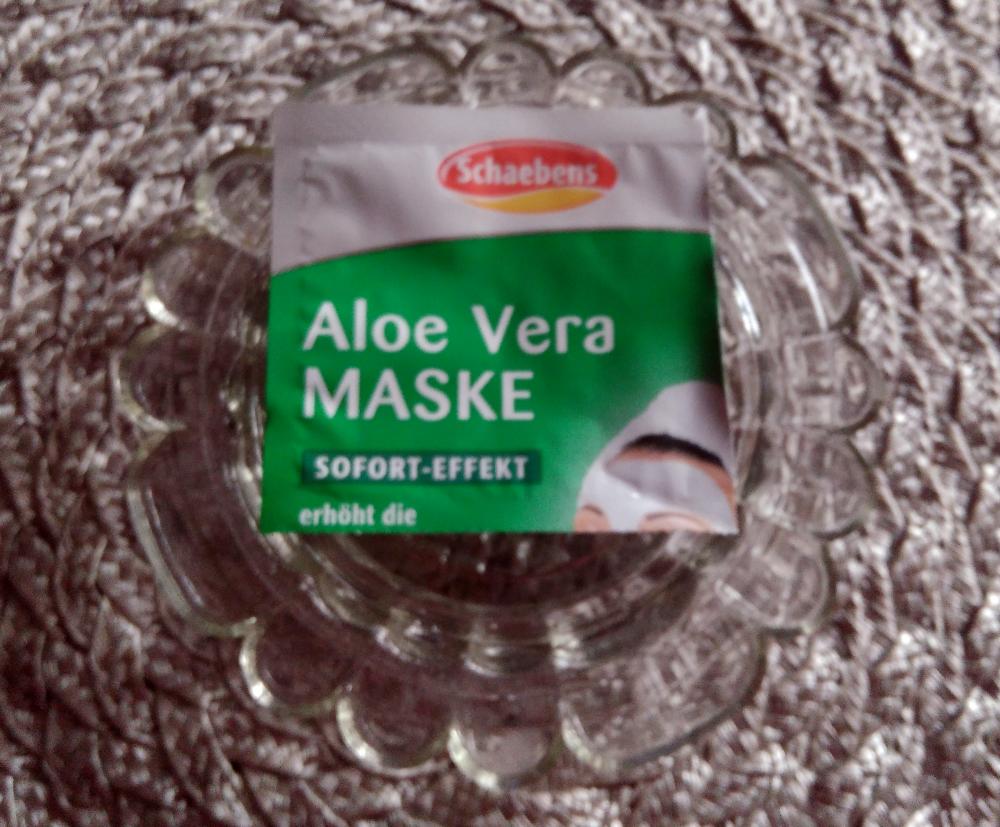 Schaebens
Aloe Vera
MASKE
SOFORT-EFFEKT
erhöht die